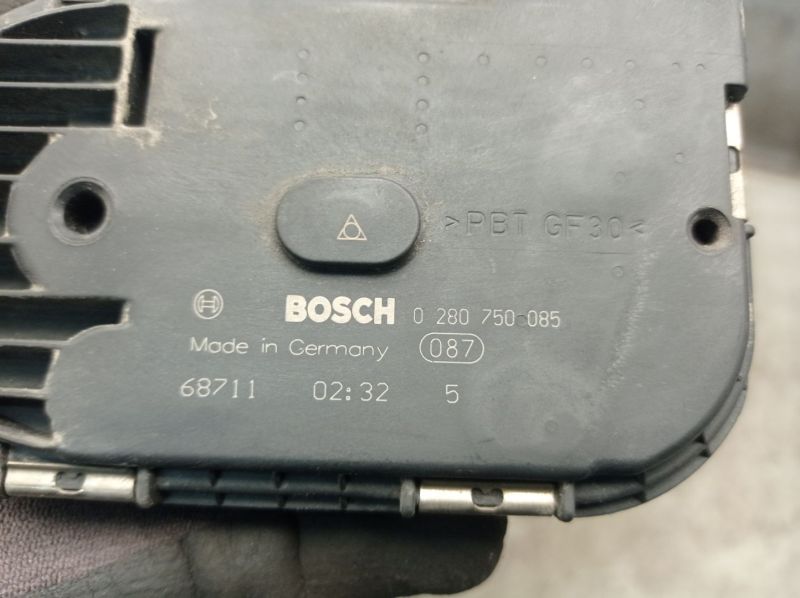 >PBT GF30<
BOSCH 0 280 750 085
Made in Germany 087
68711 02:32 5